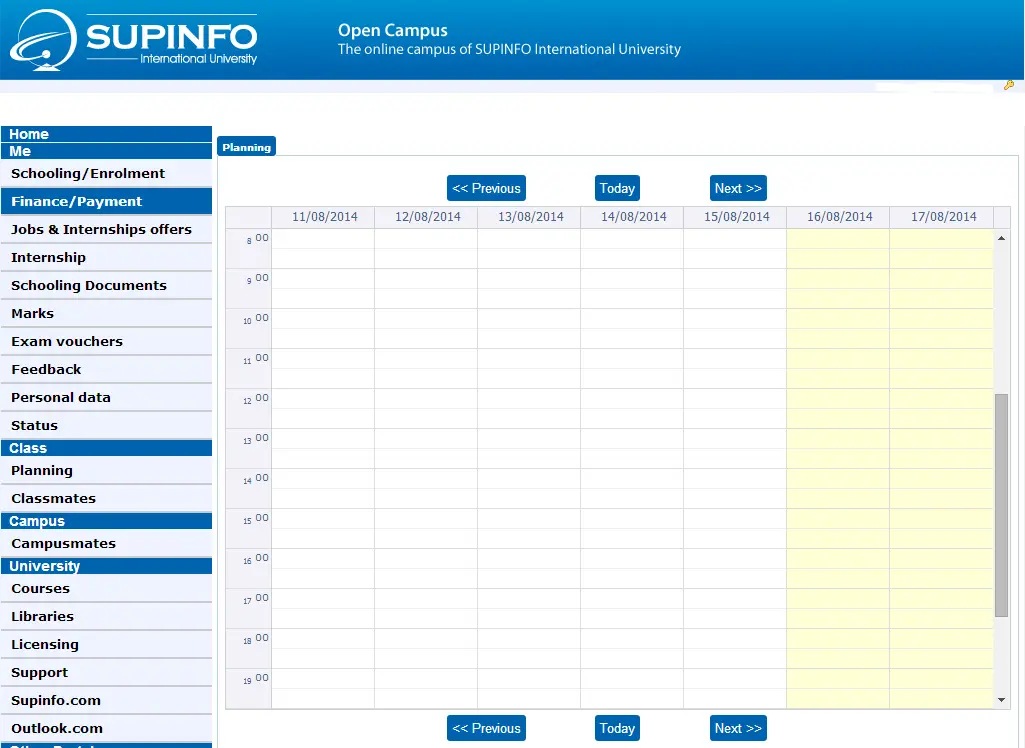 SUPINFO
International University
Open Campus
The online campus of SUPINFO International University
Home
Me
Schooling/Enrolment
Finance/Payment
Jobs & Internships offers
Internship
Schooling Documents
Marks
Exam vouchers
Feedback
Personal data
Status
Class
Planning
Classmates
Campus
Campusmates
University
Courses
Libraries
Licensing
Support
Supinfo.com
Outlook.com
Planning
<< Previous Today Next >>
11/08/2014 12/08/2014 13/08/2014 14/08/2014 15/08/2014 16/08/2014 17/08/2014
8 00
9 00
10 00
11 00
12 00
13 00
14 00
15 00
16 00
17 00
18 00
19 00
<< Previous Today Next >>